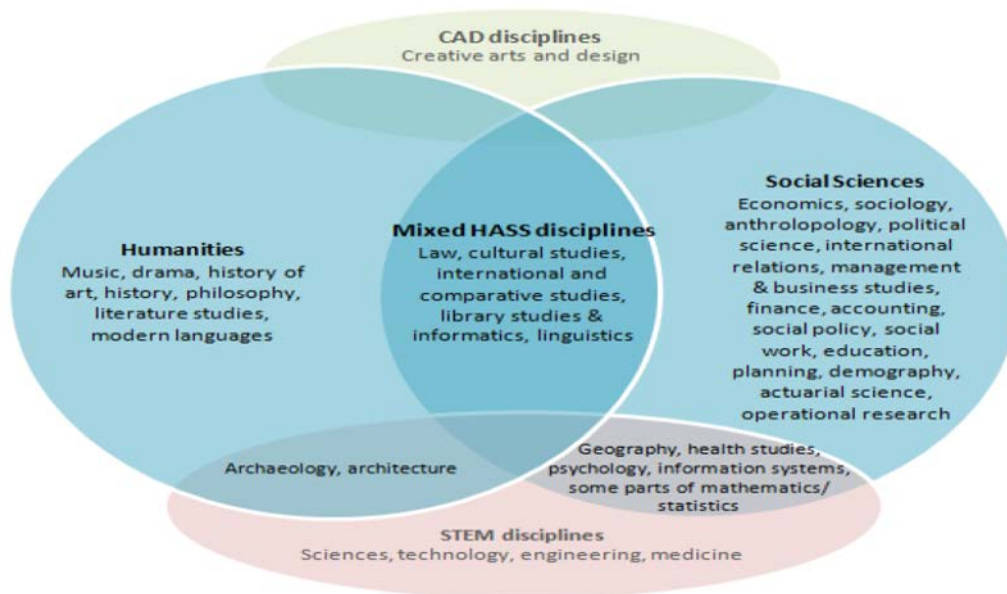 CAD disciplines
Creative arts and design
Humanities
Music, drama, history of
art, history, philosophy,
literature studies,
modern languages
Mixed HASS disciplines
Law, cultural studies,
international and
comparative studies,
library studies &
informatics, linguistics
Social Sciences
Economics, sociology,
anthrolopology, political
science, international
relations, management
& business studies,
finance, accounting,
social policy, social
work, education,
planning, demography,
actuarial science,
operational research
Archaeology, architecture
Geography, health studies,
psychology, information systems,
some parts of mathematics/
statistics
STEM disciplines
Sciences, technology, engineering, medicine